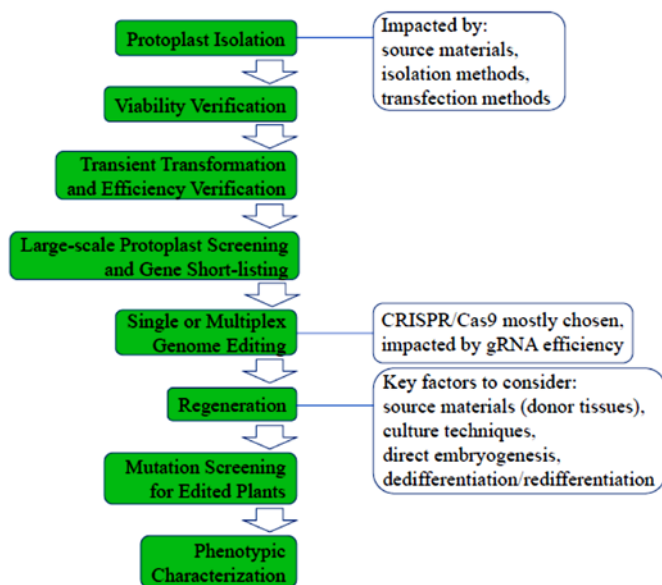 Protoplast Isolation
Impacted by:
source materials,
isolation methods,
transfection methods
Viability Verification
Transient Transformation
and Efficiency Verification
Large-scale Protoplast Screening
and Gene Short-listing
Single or Multiplex
Genome Editing
CRISPR/Cas9 mostly chosen,
impacted by gRNA efficiency
Regeneration
Key factors to consider:
source materials (donor tissues),
culture techniques,
direct embryogenesis,
dedifferentiation/redifferentiation
Mutation Screening
for Edited Plants
Phenotypic
Characterization